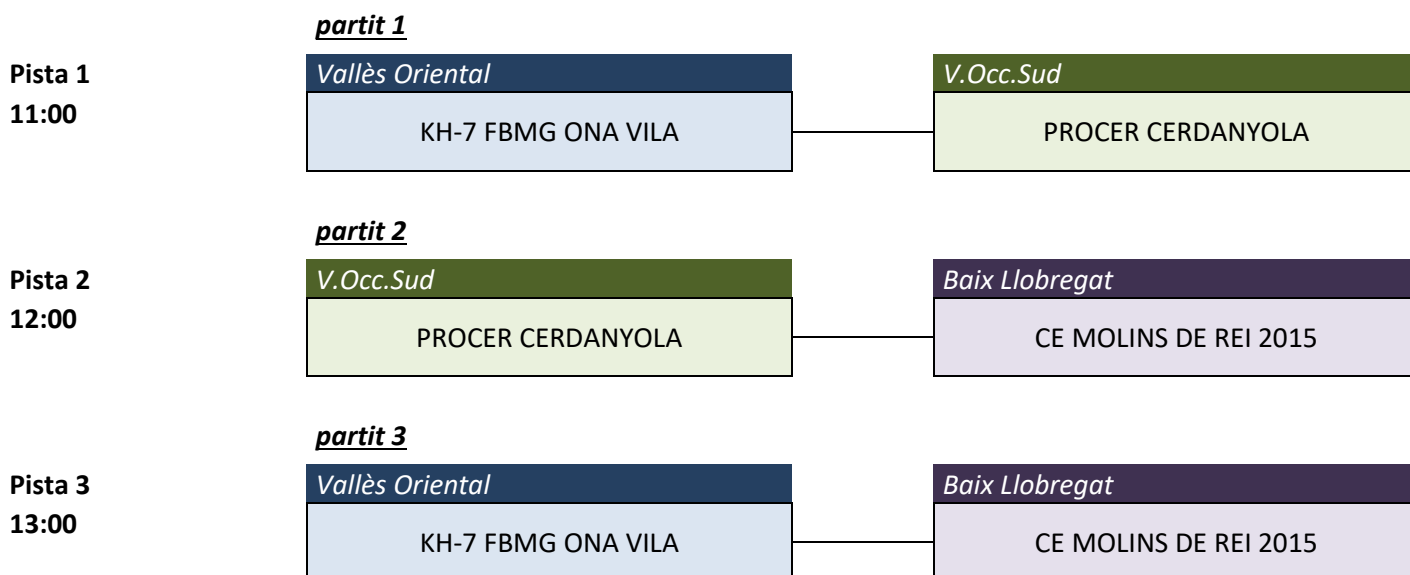 partit 1
Pista 1 Vallès Oriental V.Occ.Sud
11:00
KH-7 FBMG ONA VILA PROCER CERDANYOLA
partit 2
Pista 2 V.Occ.Sud Baix Llobregat
12:00
PROCER CERDANYOLA CE MOLINS DE REI 2015
partit 3
Pista 3 Vallès Oriental Baix Llobregat
13:00
KH-7 FBMG ONA VILA CE MOLINS DE REI 2015